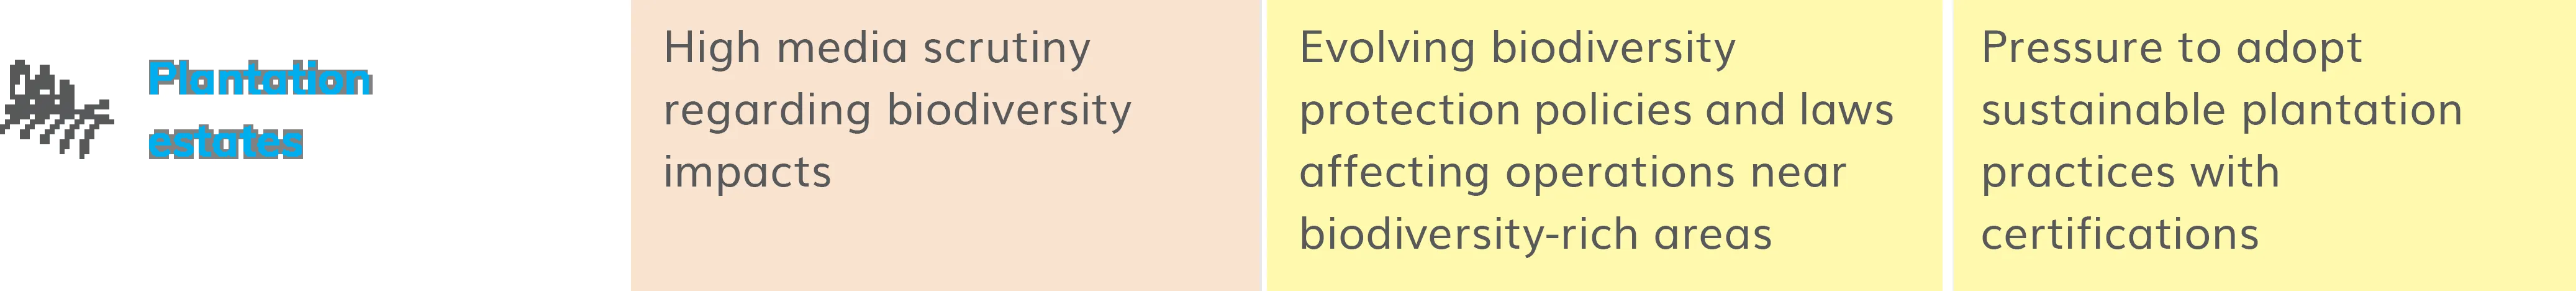 Plantation
estates
High media scrutiny
regarding biodiversity
impacts
Evolving biodiversity
protection policies and laws
affecting operations near
biodiversity-rich areas
Pressure to adopt
sustainable plantation
practices with
certifications